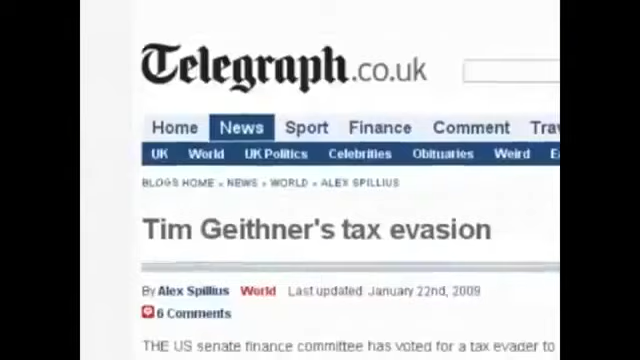 Telegraph.co.uk
Home News Sport Finance Comment
UK World UK Politics Celebrities Obituaries Weird
BLOGS HOME » NEWS » WORLD » ALEX SPILLIUS
Tim Geithner's tax evasion
By Alex Spillius World Last updated: January 22nd, 2009
6 Comments
THE US senate finance committee has voted for a tax evader to